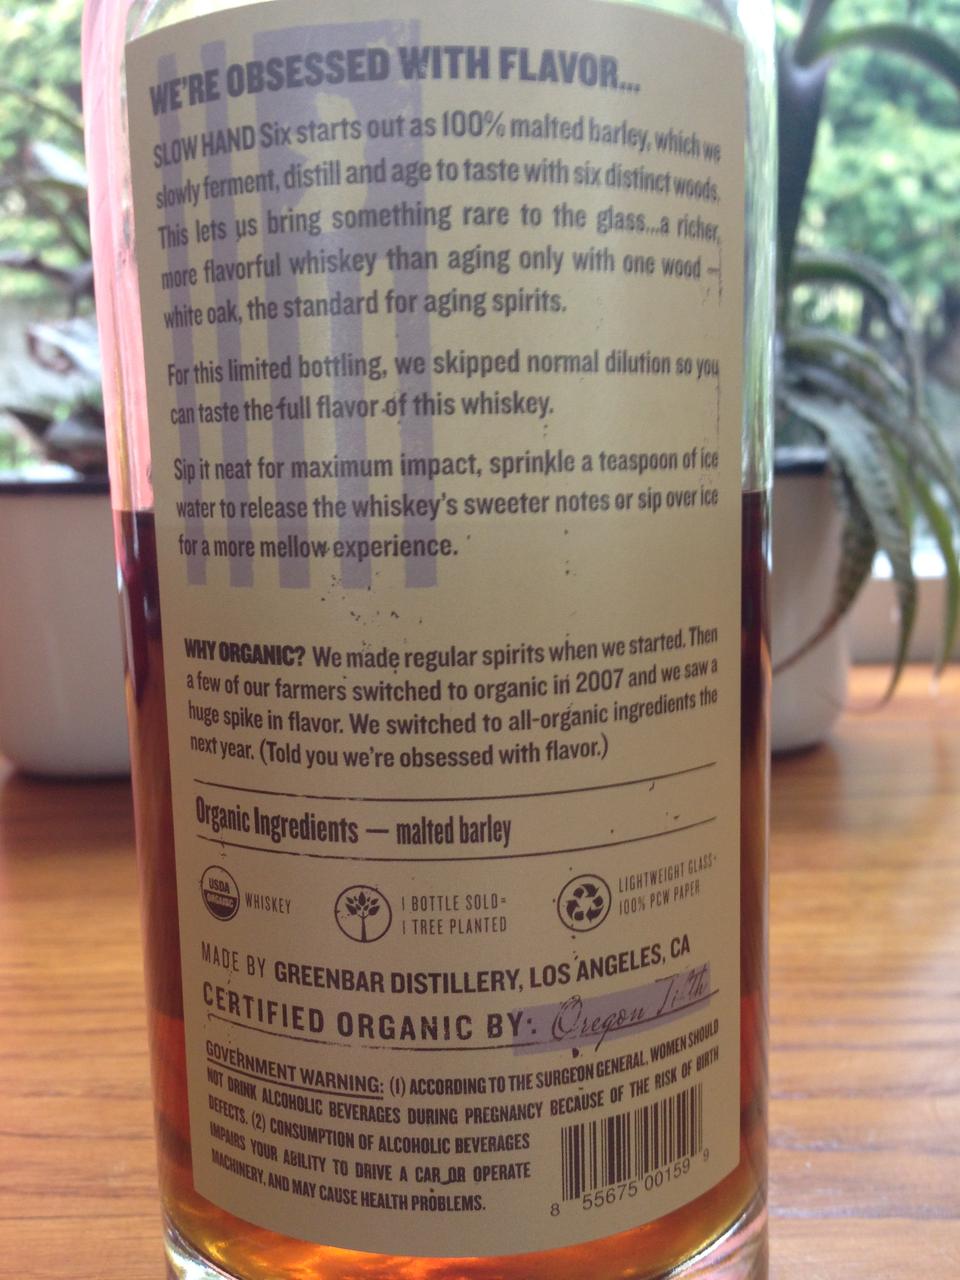 WE'RE OBSESSED WITH FLAVOR...
SLOW HAND Six starts out as 100% malted barley, which we
slowly ferment, distill and age to taste with six distinct woods.
This lets us bring something rare to the glass...a richer,
more flavorful whiskey than aging only with one wood –
white oak, the standard for aging spirits.
For this limited bottling, we skipped normal dilution so you
can taste the full flavor of this whiskey.
Sip it neat for maximum impact, sprinkle a teaspoon of ice
water to release the whiskey's sweeter notes or sip over ice
for a more mellow experience.
WHY ORGANIC? We made regular spirits when we started. Then
a few of our farmers switched to organic in 2007 and we saw a
huge spike in flavor. We switched to all-organic ingredients the
next year. (Told you we're obsessed with flavor.)
Organic Ingredients — malted barley
USDA
ORGANIC
WHISKEY
1 BOTTLE SOLD=
1 TREE PLANTED
LIGHTWEIGHT GLASS+
100% PCW PAPER
MADE BY GREENBAR DISTILLERY, LOS ANGELES, CA
CERTIFIED ORGANIC BY: Oregon Tilth
GOVERNMENT WARNING: (1) ACCORDING TO THE SURGEON GENERAL, WOMEN SHOULD
NOT DRINK ALCOHOLIC BEVERAGES DURING PREGNANCY BECAUSE OF THE RISK OF BIRTH
DEFECTS. (2) CONSUMPTION OF ALCOHOLIC BEVERAGES
IMPAIRS YOUR ABILITY TO DRIVE A CAR OR OPERATE
MACHINERY, AND MAY CAUSE HEALTH PROBLEMS.
8 55675 00159 9